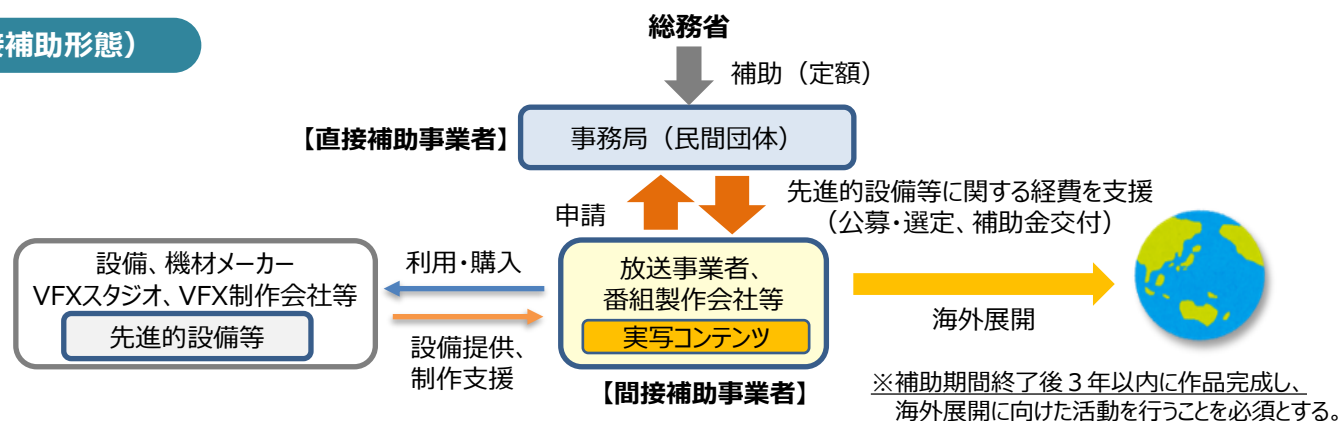 補助形態）
総務省
補助（定額）
【直接補助事業者】
事務局（民間団体）
申請
先進的設備等に関する経費を支援
（公募・選定、補助金交付）
設備、機材メーカー
VFXスタジオ、VFX制作会社等
先進的設備等
利用・購入
設備提供、
制作支援
放送事業者、
番組製作会社等
実写コンテンツ
【間接補助事業者】
海外展開
※補助期間終了後３年以内に作品完成し、
海外展開に向けた活動を行うことを必須とする。